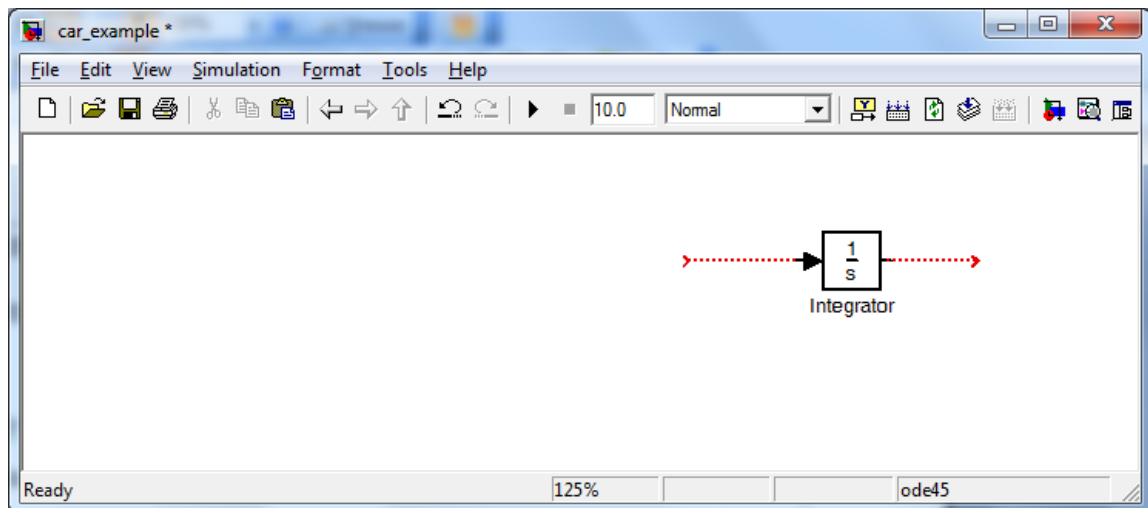 car_example *
File Edit View Simulation Format Tools Help
10.0 Normal
1
s
Integrator
Ready 125% ode45